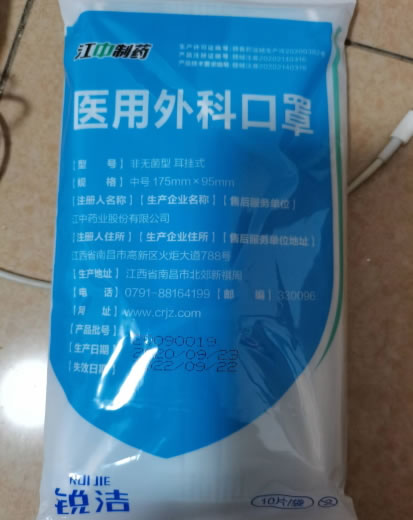 江中制药
医用外科口罩
【型 号】非无菌型 耳挂式
【规 格】中号 175mm×95mm
【注册人名称】【生产企业名称】【售后服务单位】
江中药业股份有限公司
【注册人住所】【生产企业住所】【售后服务单位地址】
江西省南昌市高新区火炬大道788号
【生产地址】江西省南昌市北郊新祺周
【电 话】0791-88164199【邮 编】330096
【网 址】www.crjz.com
【产品批号】20090019
【生产日期】2020/09/23
【失效日期】2022/09/22
RUI JIE
锐洁
10片/袋